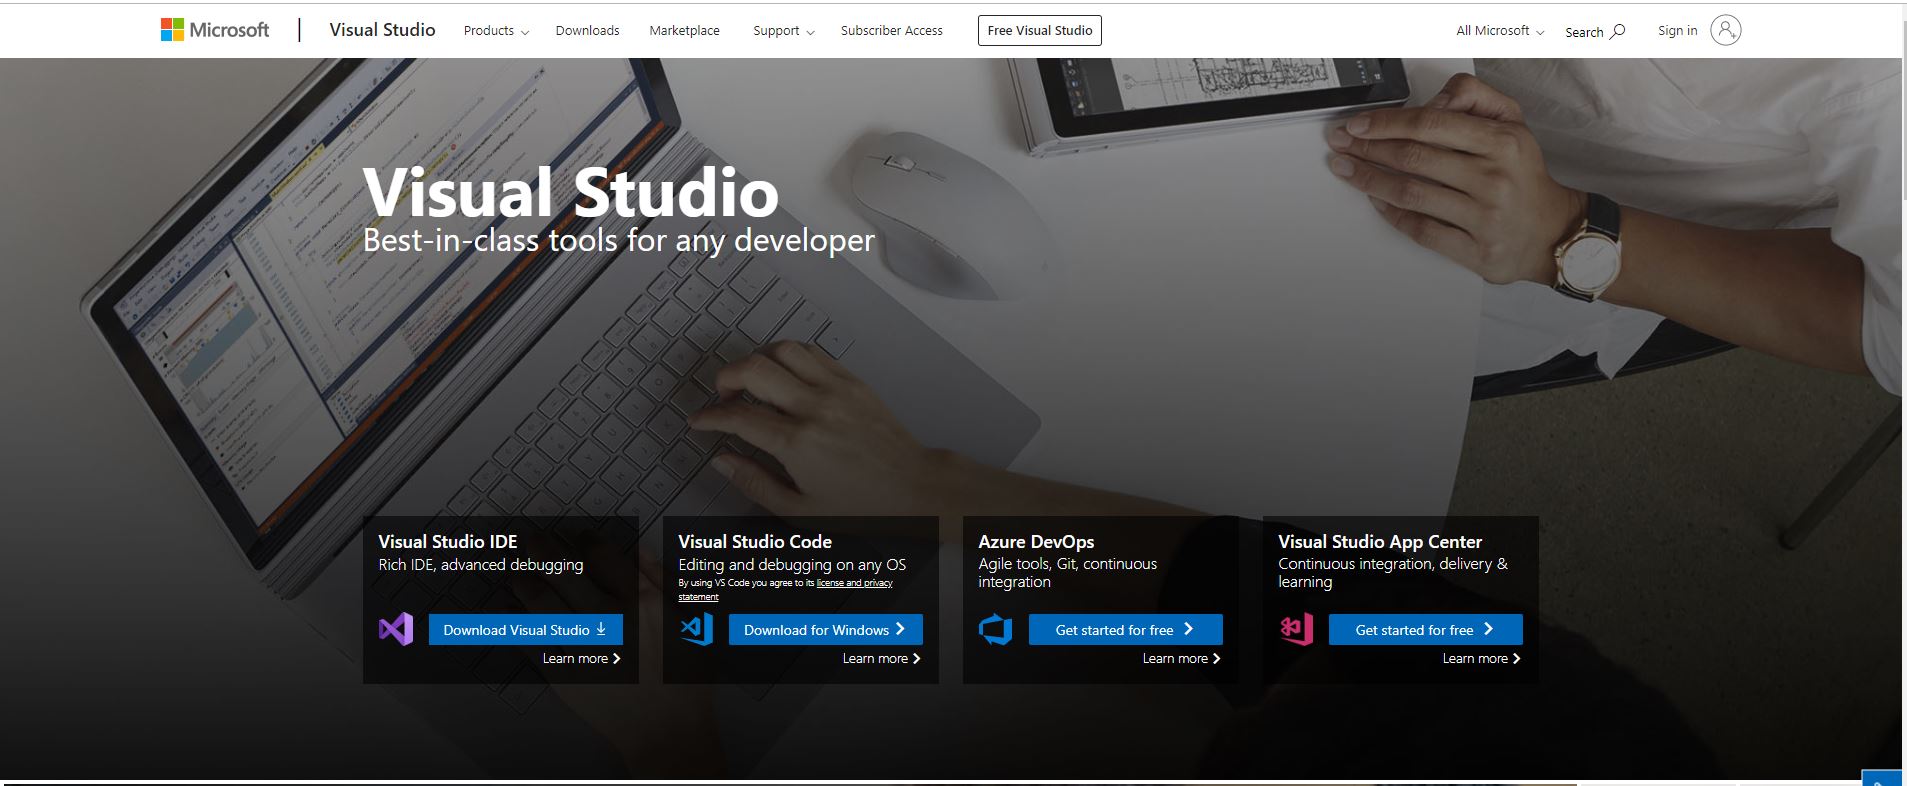 Microsoft
Visual Studio
Products
Downloads
Marketplace
Support
Subscriber Access
Free Visual Studio
All Microsoft
Search
Sign in
Visual Studio
Best-in-class tools for any developer
Visual Studio IDE
Rich IDE, advanced debugging
Download Visual Studio
Learn more
Visual Studio Code
Editing and debugging on any OS
By using VS Code you agree to its license and privacy
statement
Download for Windows
Learn more
Azure DevOps
Agile tools, Git, continuous
integration
Get started for free
Learn more
Visual Studio App Center
Continuous integration, delivery &
learning
Get started for free
Learn more